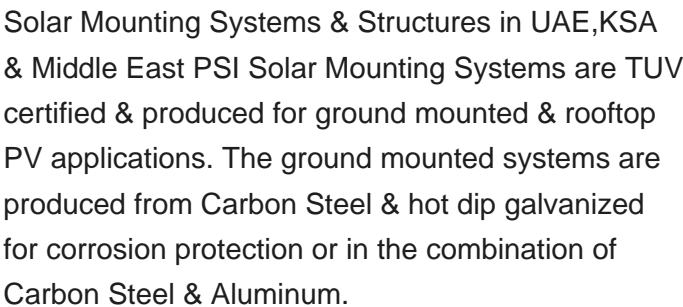 Solar Mounting Systems & Structures in UAE,KSA
& Middle East PSI Solar Mounting Systems are TUV
certified & produced for ground mounted & rooftop
PV applications. The ground mounted systems are
produced from Carbon Steel & hot dip galvanized
for corrosion protection or in the combination of
Carbon Steel & Aluminum.